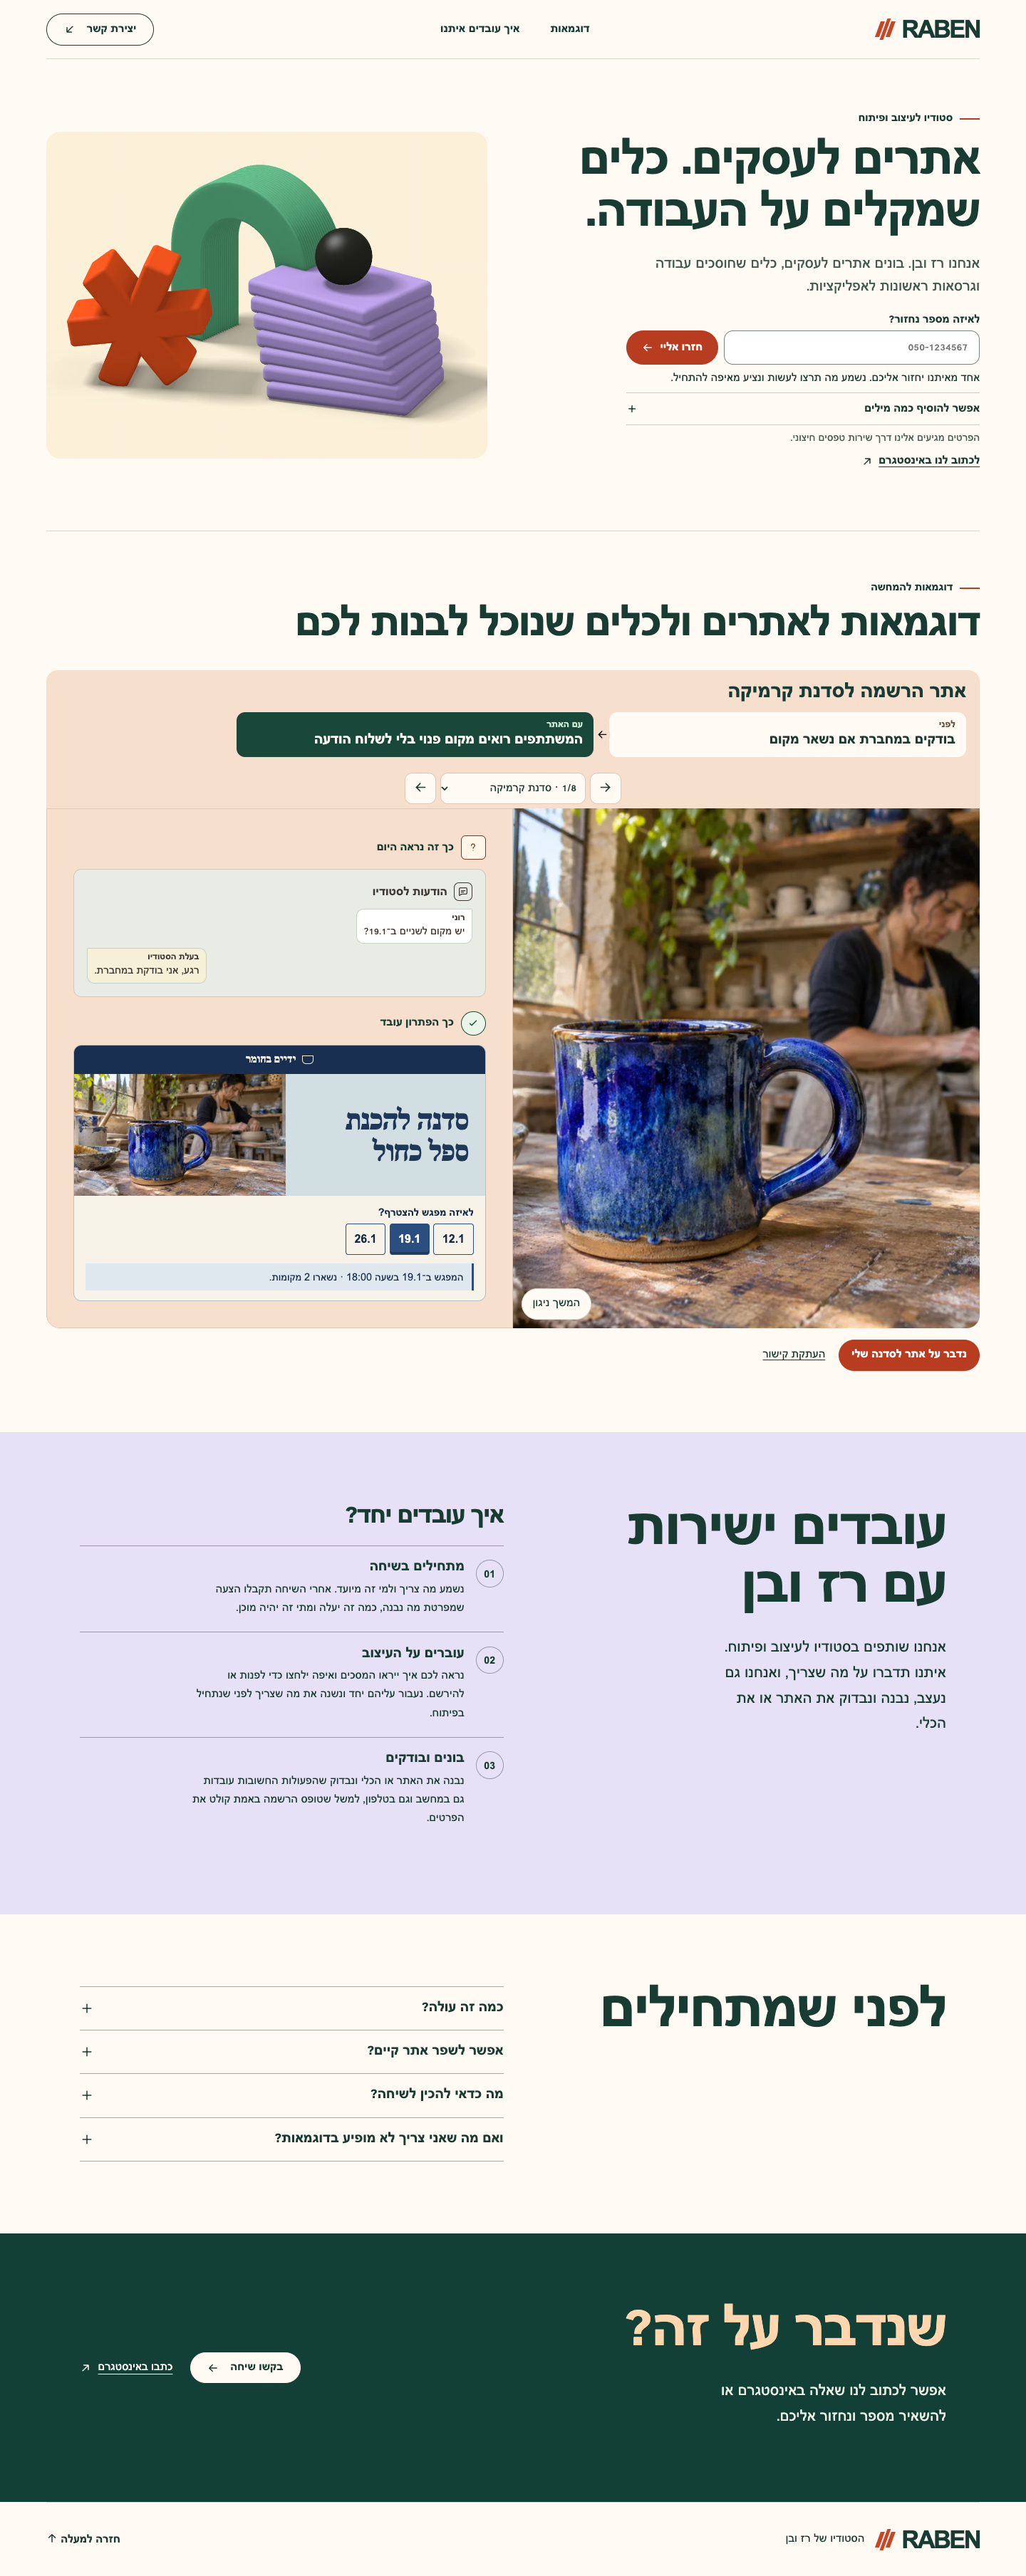 RABEN
דוגמאות
איך עובדים איתנו
יצירת קשר
סטודיו לעיצוב ופיתוח
אתרים לעסקים. כלים
שמקלים על העבודה.
אנחנו רז ובן. בונים אתרים לעסקים, כלים שחוסכים עבודה
וגרסאות ראשונות לאפליקציות.
לאיזה מספר נחזור?
050-1234567
חזרו אליי
אחד מאיתנו יחזור אליכם. נשמע מה תרצו לעשות ונציע מאיפה להתחיל.
אפשר להוסיף כמה מילים
הפרטים מגיעים אלינו דרך שירות טפסים חיצוני.
לכתוב לנו באינסטגרם
דוגמאות להמחשה
דוגמאות לאתרים ולכלים שנוכל לבנות לכם
אתר הרשמה לסדנת קרמיקה
לפני
בודקים במחברת אם נשאר מקום
עם האתר
המשתתפים רואים מקום פנוי בלי לשלוח הודעה
1/8 · סדנת קרמיקה
המשך ניגון
? כך זה נראה היום
הודעות לסטודיו
רוני
יש מקום לשניים ב־19.1?
בעלת הסטודיו
רגע, אני בודקת במחברת.
כך הפתרון עובד
ידיים בחומר
סדנה להכנת
ספל כחול
לאיזה מפגש להצטרף?
12.1
19.1
26.1
המפגש ב־19.1 בשעה 18:00 · נשארו 2 מקומות.
נדבר על אתר לסדנה שלי
העתקת קישור
עובדים ישירות
עם רז ובן
אנחנו שותפים בסטודיו לעיצוב ופיתוח.
איתנו תדברו על מה שצריך, ואנחנו גם
נעצב, נבנה ונבדוק את האתר או את
הכלי.
איך עובדים יחד?
01
מתחילים בשיחה
נשמע מה צריך ולמי זה מיועד. אחרי השיחה תקבלו הצעה
שמפרטת מה נבנה, כמה זה יעלה ומתי זה יהיה מוכן.
02
עוברים על העיצוב
נראה לכם איך ייראו המסכים ואיפה ילחצו כדי לפנות או
להירשם. נעבור עליהם יחד ונשנה את מה שצריך לפני שנתחיל
בפיתוח.
03
בונים ובודקים
נבנה את האתר או הכלי ונבדוק שהפעולות החשובות עובדות
גם במחשב וגם בטלפון, למשל שטופס הרשמה באמת קולט את
הפרטים.
לפני שמתחילים
כמה זה עולה?
אפשר לשפר אתר קיים?
מה כדאי להכין לשיחה?
ואם מה שאני צריך לא מופיע בדוגמאות?
שנדבר על זה?
אפשר לכתוב לנו שאלה באינסטגרם או
להשאיר מספר ונחזור אליכם.
בקשו שיחה
כתבו באינסטגרם
RABEN
הסטודיו של רז ובן
חזרה למעלה